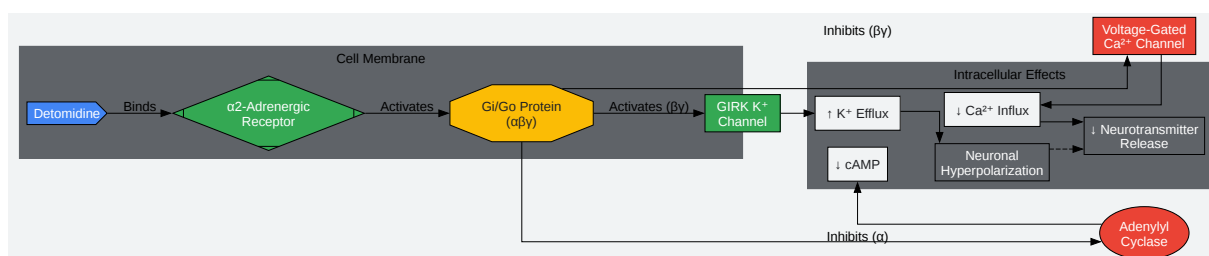 Inhibits (βγ)
Voltage-Gated
Ca²⁺ Channel
Cell Membrane
Intracellular Effects
Detomidine
Binds
α2-Adrenergic
Receptor
Activates
Gi/Go Protein
(αβγ)
Activates (βγ)
GIRK K⁺
Channel
↑ K⁺ Efflux
↓ Ca²⁺ Influx
↓ Neurotransmitter
Release
↓ cAMP
Neuronal
Hyperpolarization
Inhibits (α)
Adenylyl
Cyclase